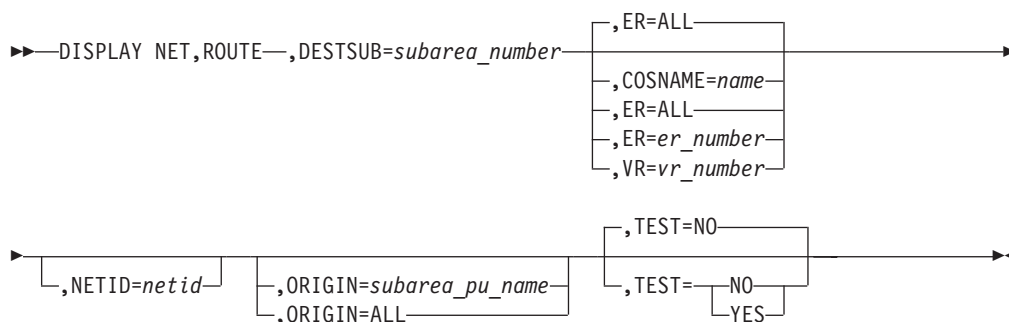 ,ER=ALL
DISPLAY NET,ROUTE ,DESTSUB=subarea_number
,COSNAME=name
,ER=ALL
,ER=er_number
,VR=vr_number
,TEST=NO
,NETID=netid ,ORIGIN=subarea_pu_name ,TEST= NO
,ORIGIN=ALL YES